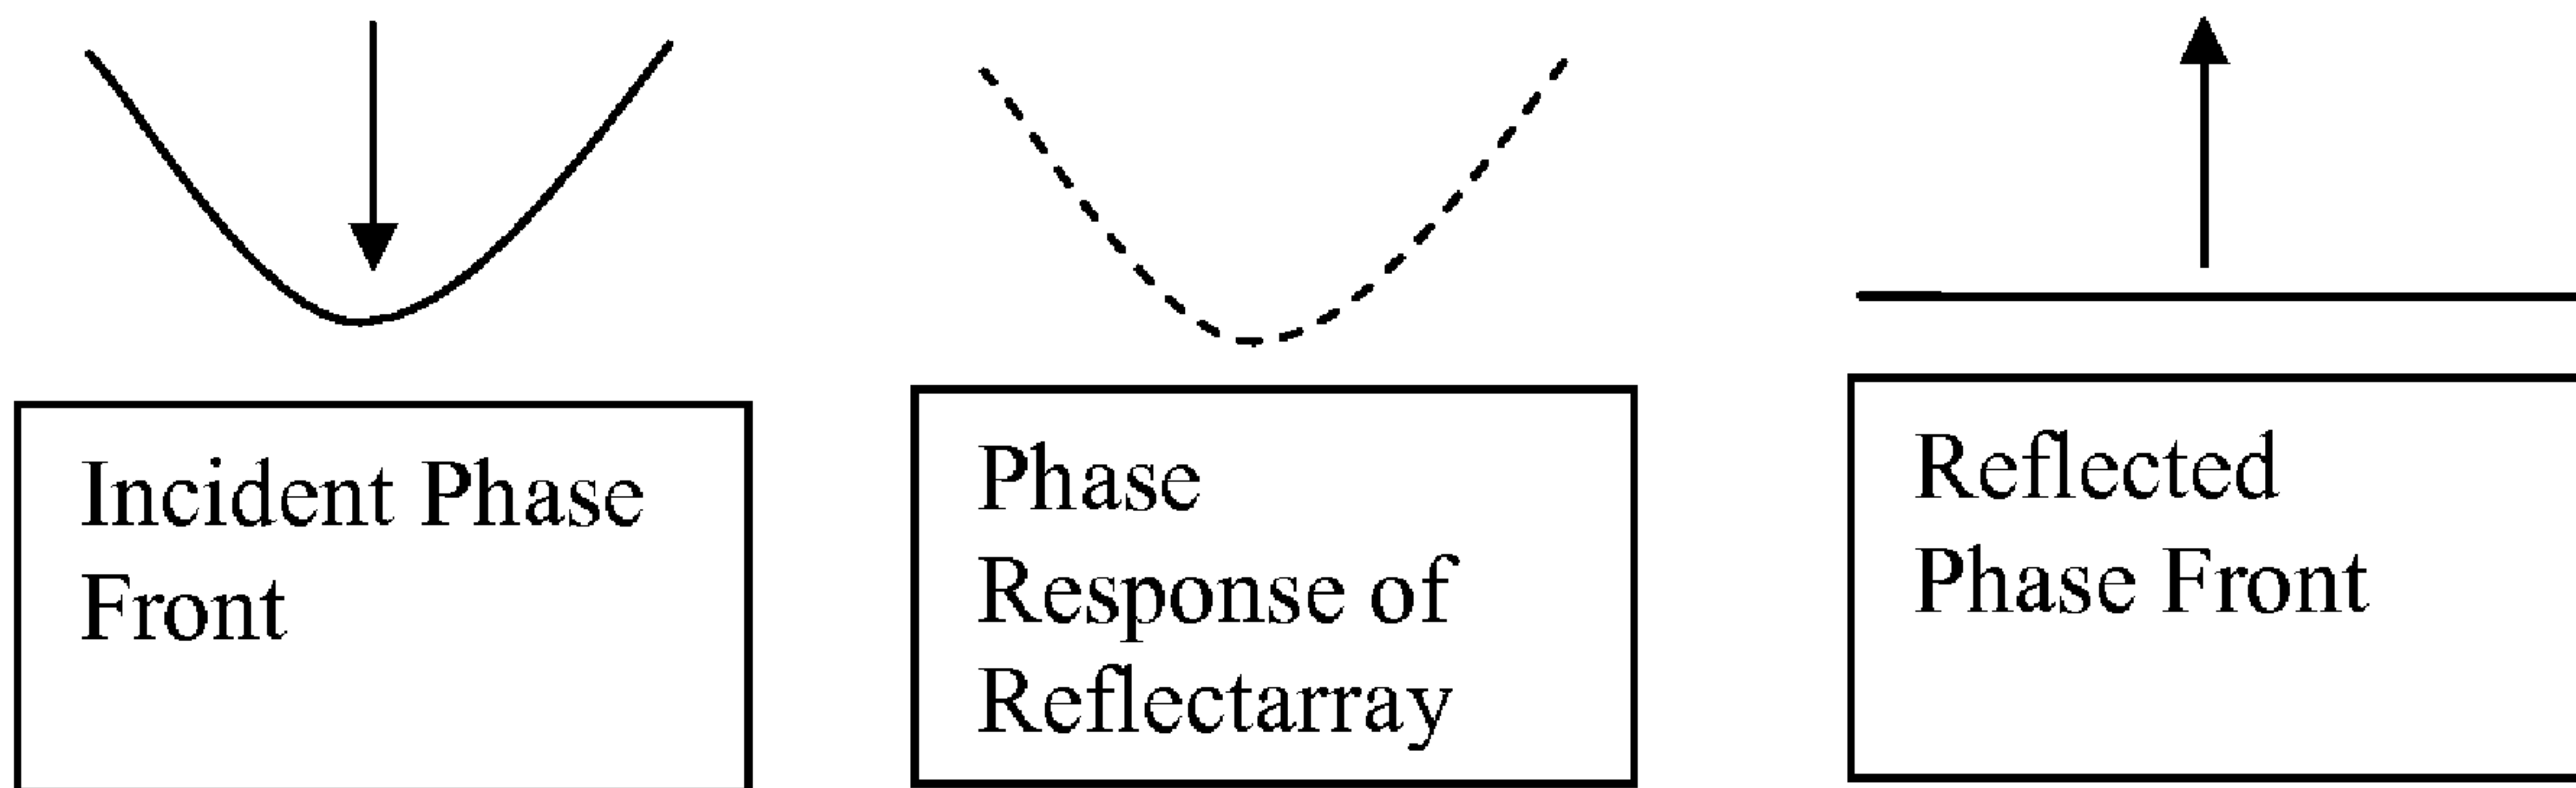 Incident Phase
Front
Phase
Response of
Reflectarray
Reflected
Phase Front